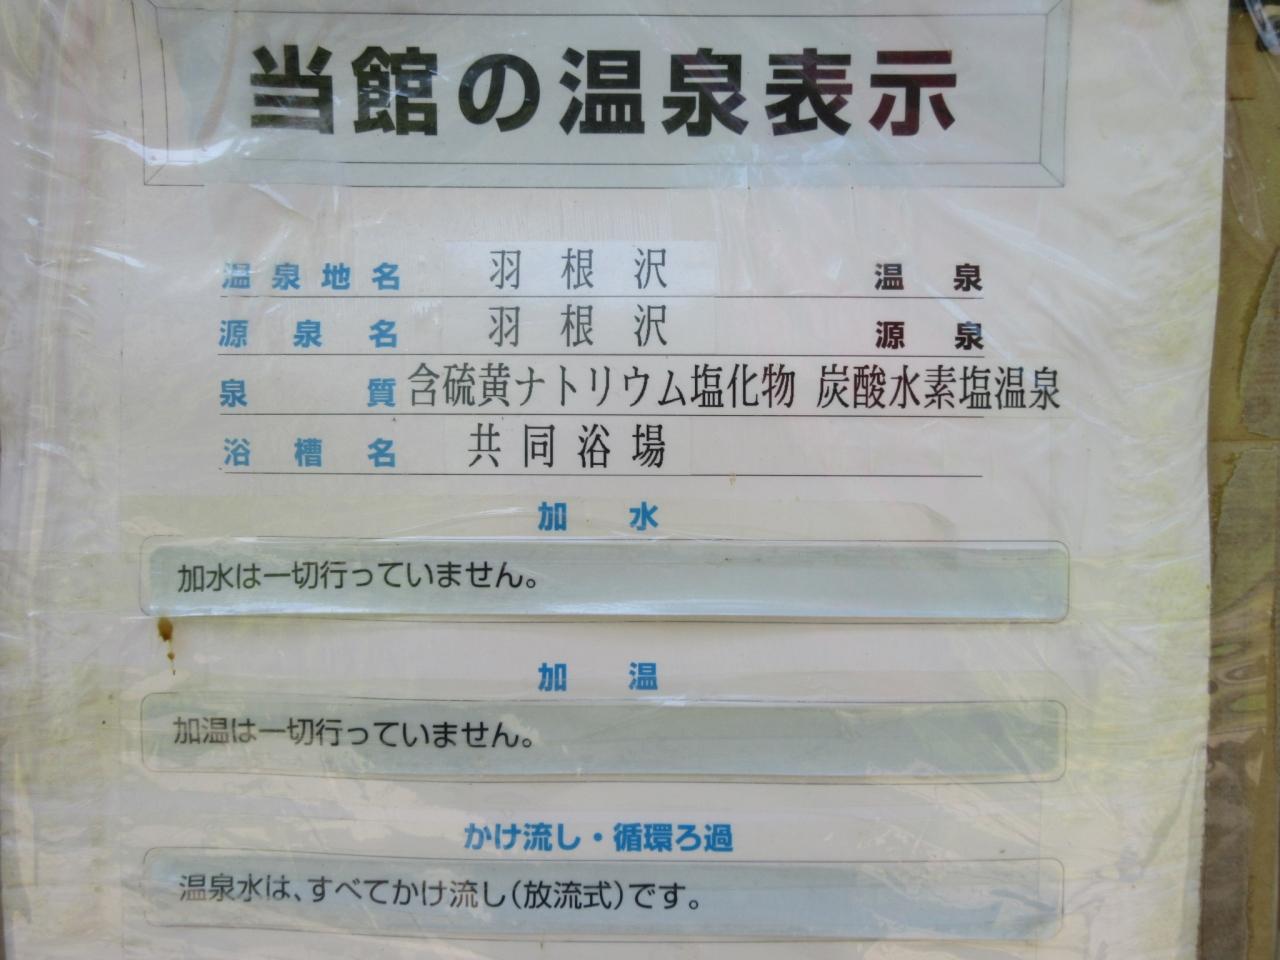 当館の温泉表示
温泉地名 羽根沢 温泉
源泉名 羽根沢 源泉
泉質 含硫黄ナトリウム塩化物 炭酸水素塩温泉
浴槽名 共同浴場
加水
加水は一切行っていません。
加温
加温は一切行っていません。
かけ流し・循環ろ過
温泉水は、すべてかけ流し(放流式)です。